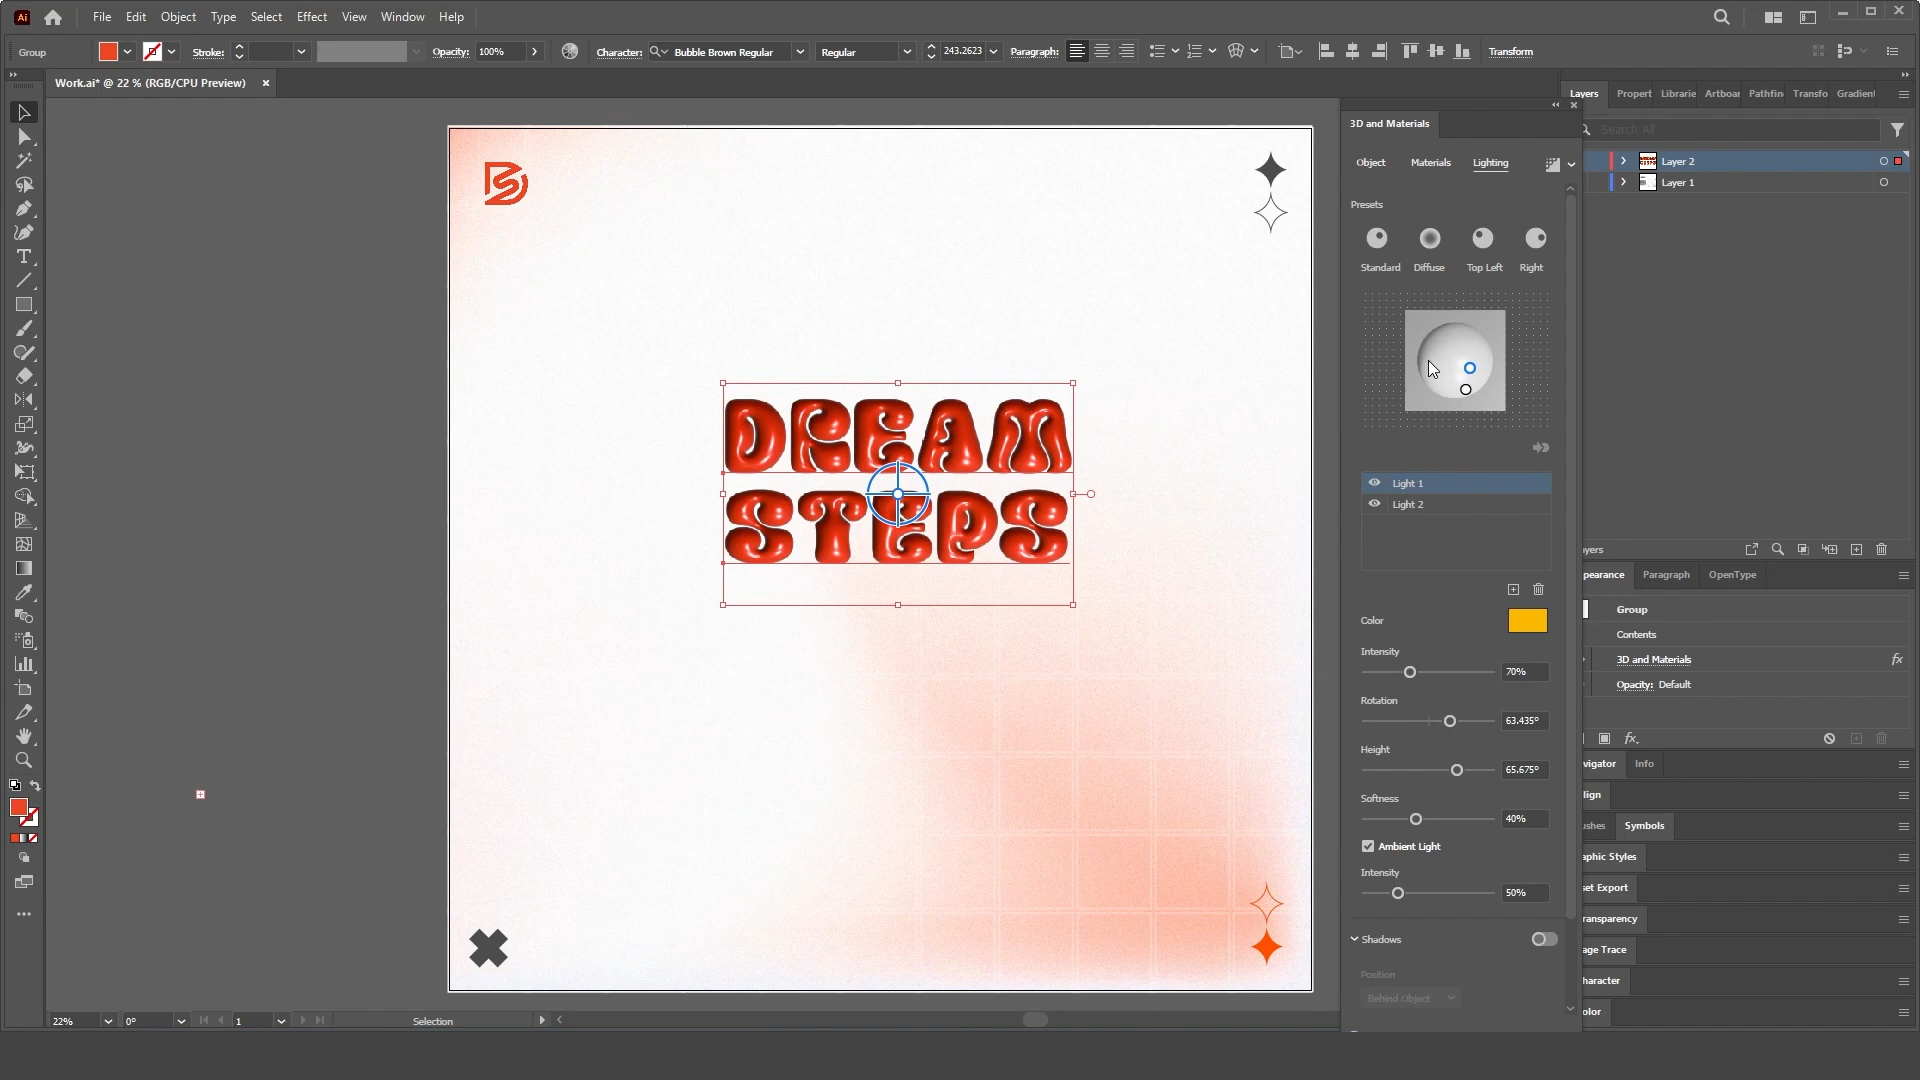 Ai File Edit Object Type Select Effect View Window Help
Group Stroke: Opacity: 100% Character: Bubble Brown Regular Regular 243.2623 Paragraph: Transform
Work.ai* @ 22 % (RGB/CPU Preview)
DREAM
STEPS
3D and Materials
Object Materials Lighting
Presets
Standard Diffuse Top Left Right
Light 1
Light 2
Color
Intensity
70%
Rotation
63.435°
Height
65.675°
Softness
40%
Ambient Light
Intensity
50%
Shadows
Position
Behind Object
Layers Propert Librarie Artboar Pathfin Transfo Gradien
Search All
Layer 2
Layer 1
yers
pearance Paragraph OpenType
Group
Contents
3D and Materials fx
Opacity: Default
fx
vigator Info
lign
ushes Symbols
aphic Styles
set Export
ransparency
age Trace
haracter
olor
22% 0° 1 Selection